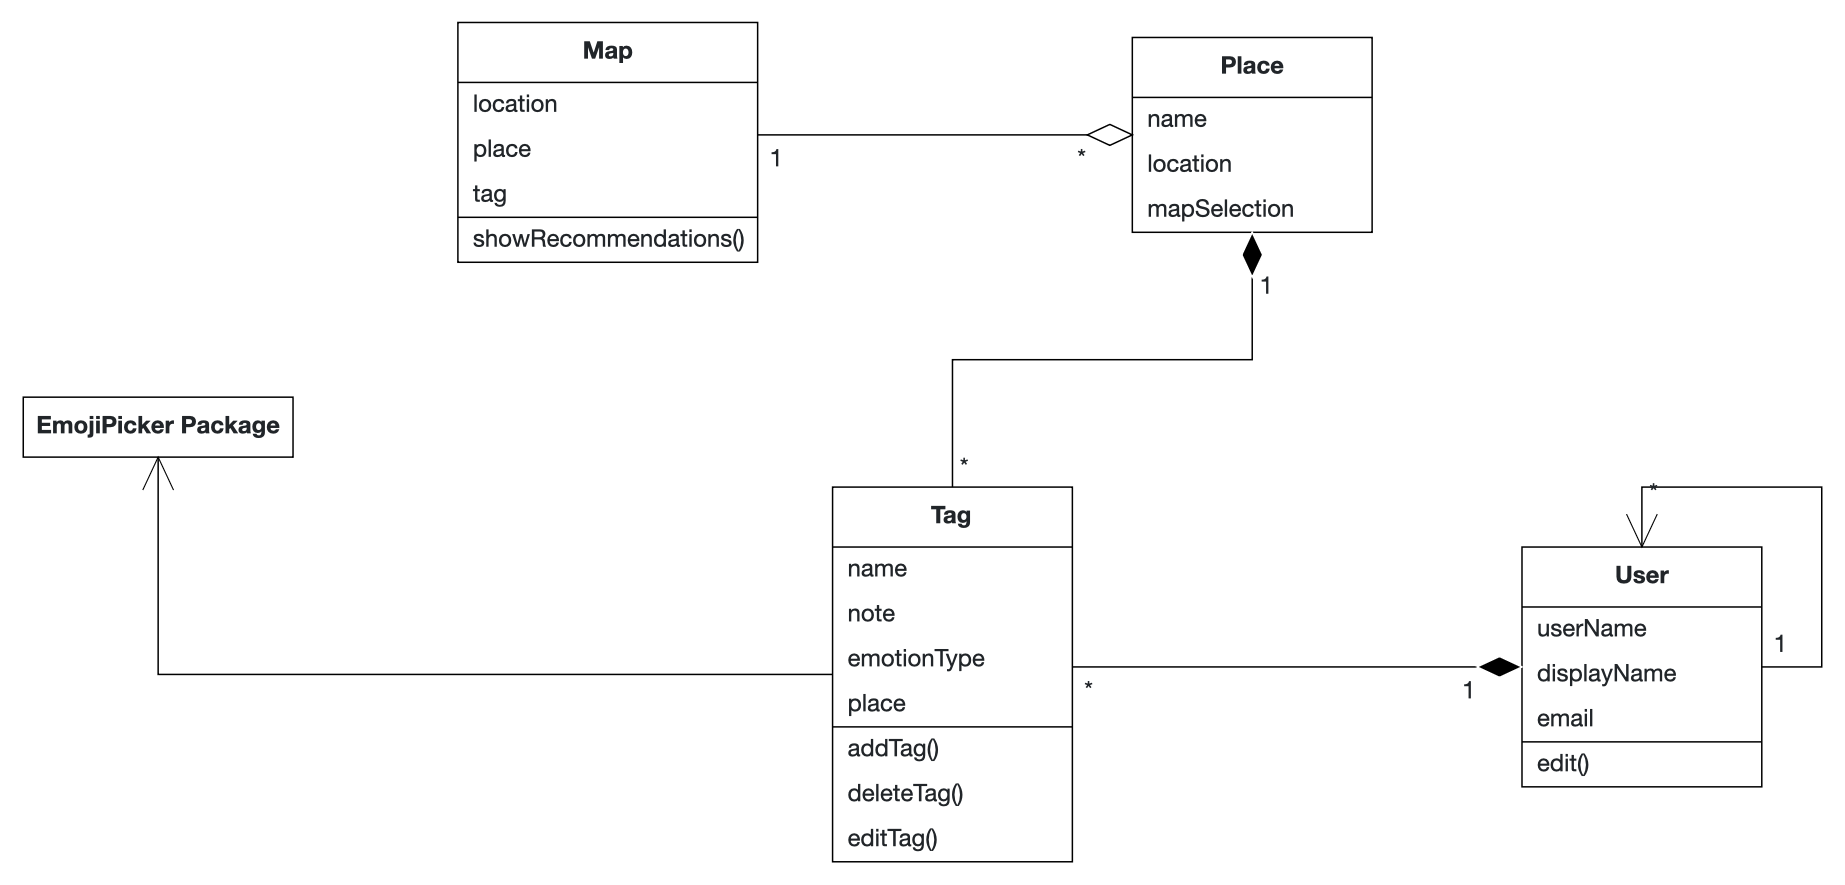 Map
location
place
tag
showRecommendations()
1
*
Place
name
location
mapSelection
1
*
EmojiPicker Package
Tag
name
note
emotionType
place
addTag()
deleteTag()
editTag()
*
1
*
User
userName
displayName
email
edit()
1